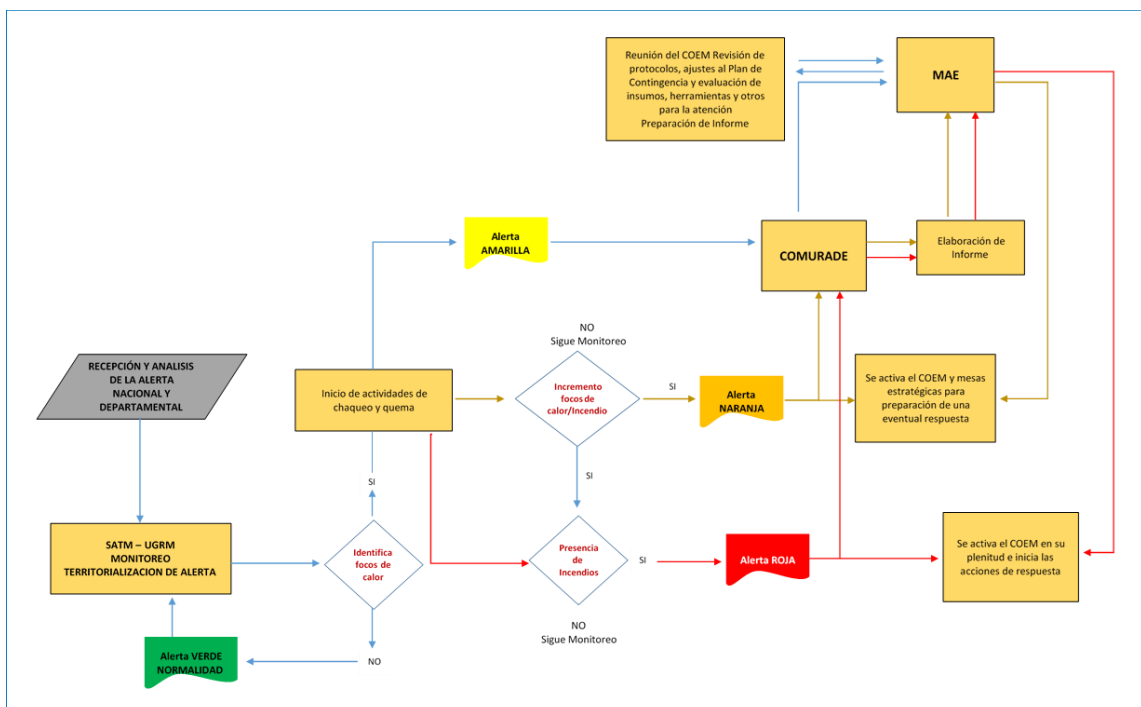 Reunión del COEM Revisión de
protocolos, ajustes al Plan de
Contingencia y evaluación de
insumos, herramientas y otros
para la atención
Preparación de Informe
MAE
Alerta
AMARILLA
COMURADE
Elaboración de
Informe
NO
Sigue Monitoreo
RECEPCIÓN Y ANALISIS
DE LA ALERTA
NACIONAL Y
DEPARTAMENTAL
Inicio de actividades de
chaqueo y quema
Incremento
focos de
calor/Incendio
SI
Alerta
NARANJA
Se activa el COEM y mesas
estratégicas para
preparación de una
eventual respuesta
SI
SI
SATM – UGRM
MONITOREO
TERRITORIALIZACION DE ALERTA
Identifica
focos de
calor
Presencia
de
Incendios
SI
Alerta ROJA
Se activa el COEM en su
plenitud e inicia las
acciones de respuesta
NO
Sigue Monitoreo
Alerta VERDE
NORMALIDAD
NO